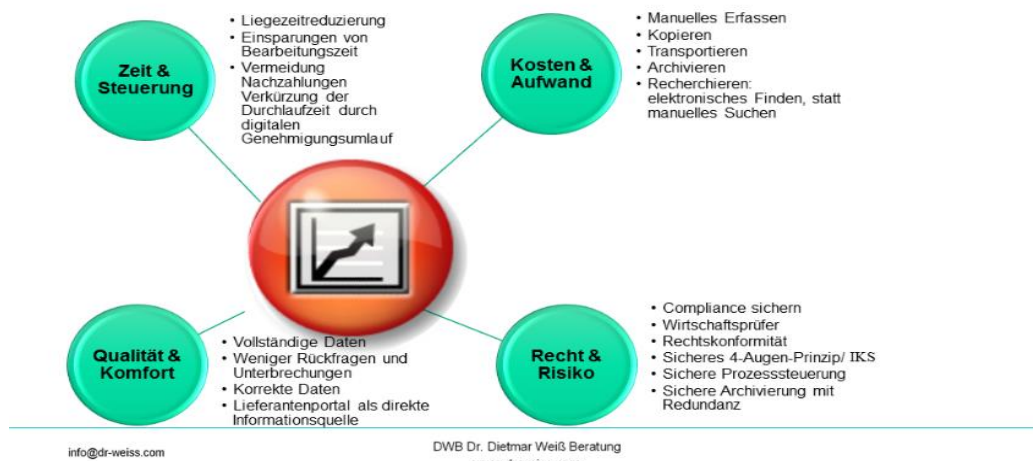 Zeit &
Steuerung
• Liegezeitreduzierung
• Einsparungen von
Bearbeitungszeit
• Vermeidung
Nachzahlungen
Verkürzung der
Durchlaufzeit durch
digitalen
Genehmigungsumlauf
Kosten &
Aufwand
• Manuelles Erfassen
• Kopieren
• Transportieren
• Archivieren
• Recherchieren:
elektronisches Finden, statt
manuelles Suchen
Qualität &
Komfort
• Vollständige Daten
• Weniger Rückfragen und
Unterbrechungen
• Korrekte Daten
• Lieferantenportal als direkte
Informationsquelle
Recht &
Risiko
• Compliance sichern
• Wirtschaftsprüfer
• Rechtskonformität
• Sicheres 4-Augen-Prinzip/ IKS
• Sichere Prozesssteuerung
• Sichere Archivierung mit
Redundanz
info@dr-weiss.com
DWB Dr. Dietmar Weiß Beratung